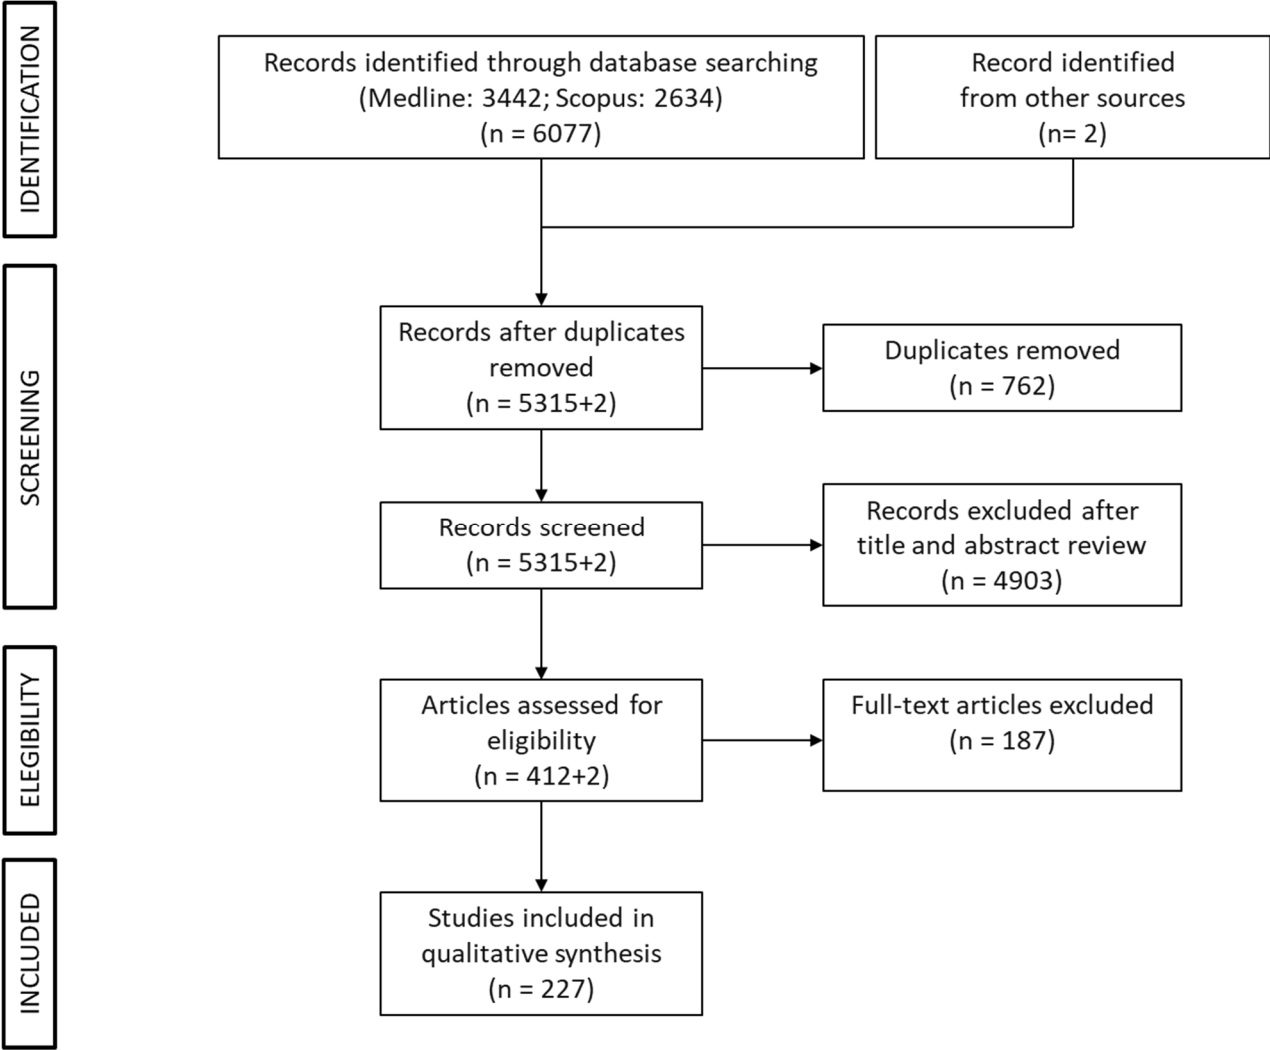 IDENTIFICATION
Records identified through database searching
(Medline: 3442; Scopus: 2634)
(n = 6077)
Record identified
from other sources
(n= 2)
SCREENING
Records after duplicates
removed
(n = 5315+2)
Duplicates removed
(n = 762)
Records screened
(n = 5315+2)
Records excluded after
title and abstract review
(n = 4903)
ELEGIBILITY
Articles assessed for
eligibility
(n = 412+2)
Full-text articles excluded
(n = 187)
INCLUDED
Studies included in
qualitative synthesis
(n = 227)